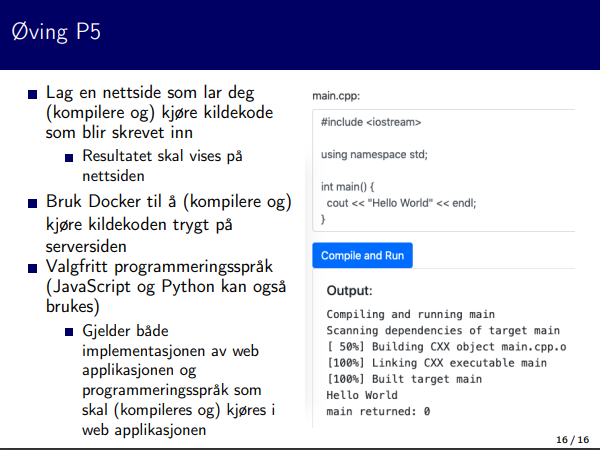 Øving P5
Lag en nettside som lar deg
(kompilere og) kjøre kildekode
som blir skrevet inn
Resultatet skal vises på
nettsiden
Bruk Docker til å (kompilere og)
kjøre kildekoden trygt på
serversiden
Valgfritt programmeringsspråk
(JavaScript og Python kan også
brukes)
Gjelder både
implementasjonen av web
applikasjonen og
programmeringsspråk som
skal (kompileres og) kjøres i
web applikasjonen
main.cpp:
#include <iostream>
using namespace std;
int main() {
cout << "Hello World" << endl;
}
Compile and Run
Output:
Compiling and running main
Scanning dependencies of target main
[ 50%] Building CXX object main.cpp.o
[100%] Linking CXX executable main
[100%] Built target main
Hello World
main returned: 0
16 / 16